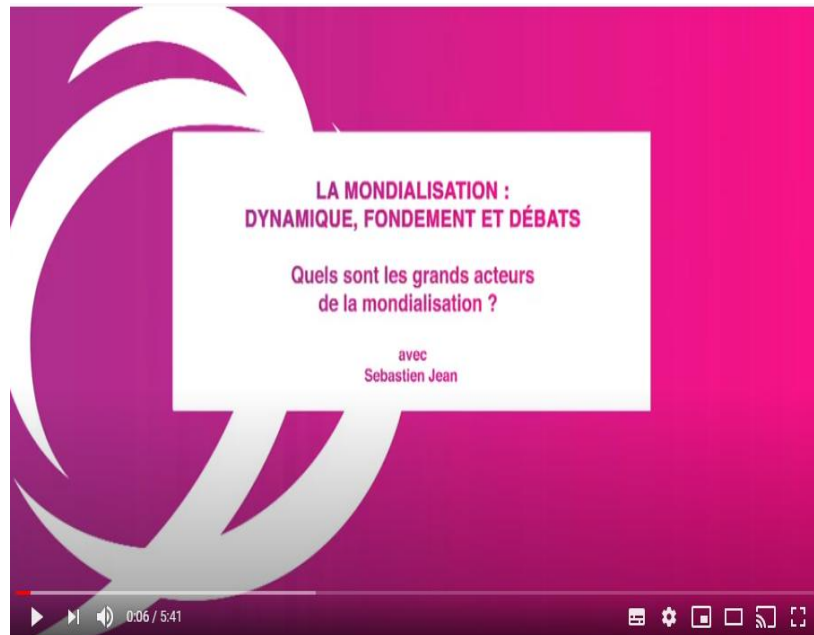 LA MONDIALISATION :
DYNAMIQUE, FONDEMENT ET DÉBATS
Quels sont les grands acteurs
de la mondialisation ?
avec
Sebastien Jean
0:06 / 5:41